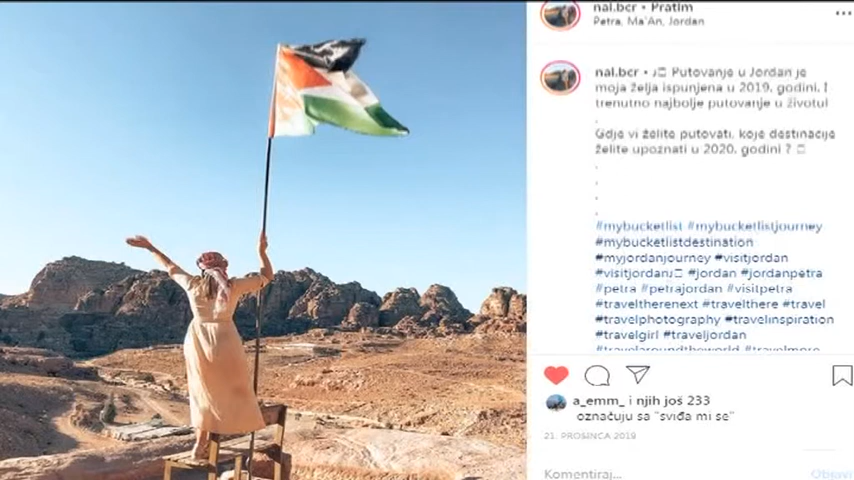 nal.bcr • Pratim
Petra, Ma'An, Jordan
nal.bcr • Putovanje u Jordan je
moja želja ispunjena u 2019. godini. I
trenutno najbolje putovanje u životu!
.
Gdje vi želite putovati, koje destinacije
želite upoznati u 2020. godini ?
.
.
.
.
#mybucketlist #mybucketlistjourney
#mybucketlistdestination
#myjordanjourney #visitjordan
#visitjordan #jordan #jordanpetra
#petra #petrajordan #visitpetra
#traveltherenext #travelthere #travel
#travelphotography #travelinspiration
#travelgirl #traveljordan
#travelaroundtheworld #travelmore
a_emm_ i njih još 233
označuju sa "sviđa mi se"
21. PROSINCA 2019
Komentiraj...
Objavi